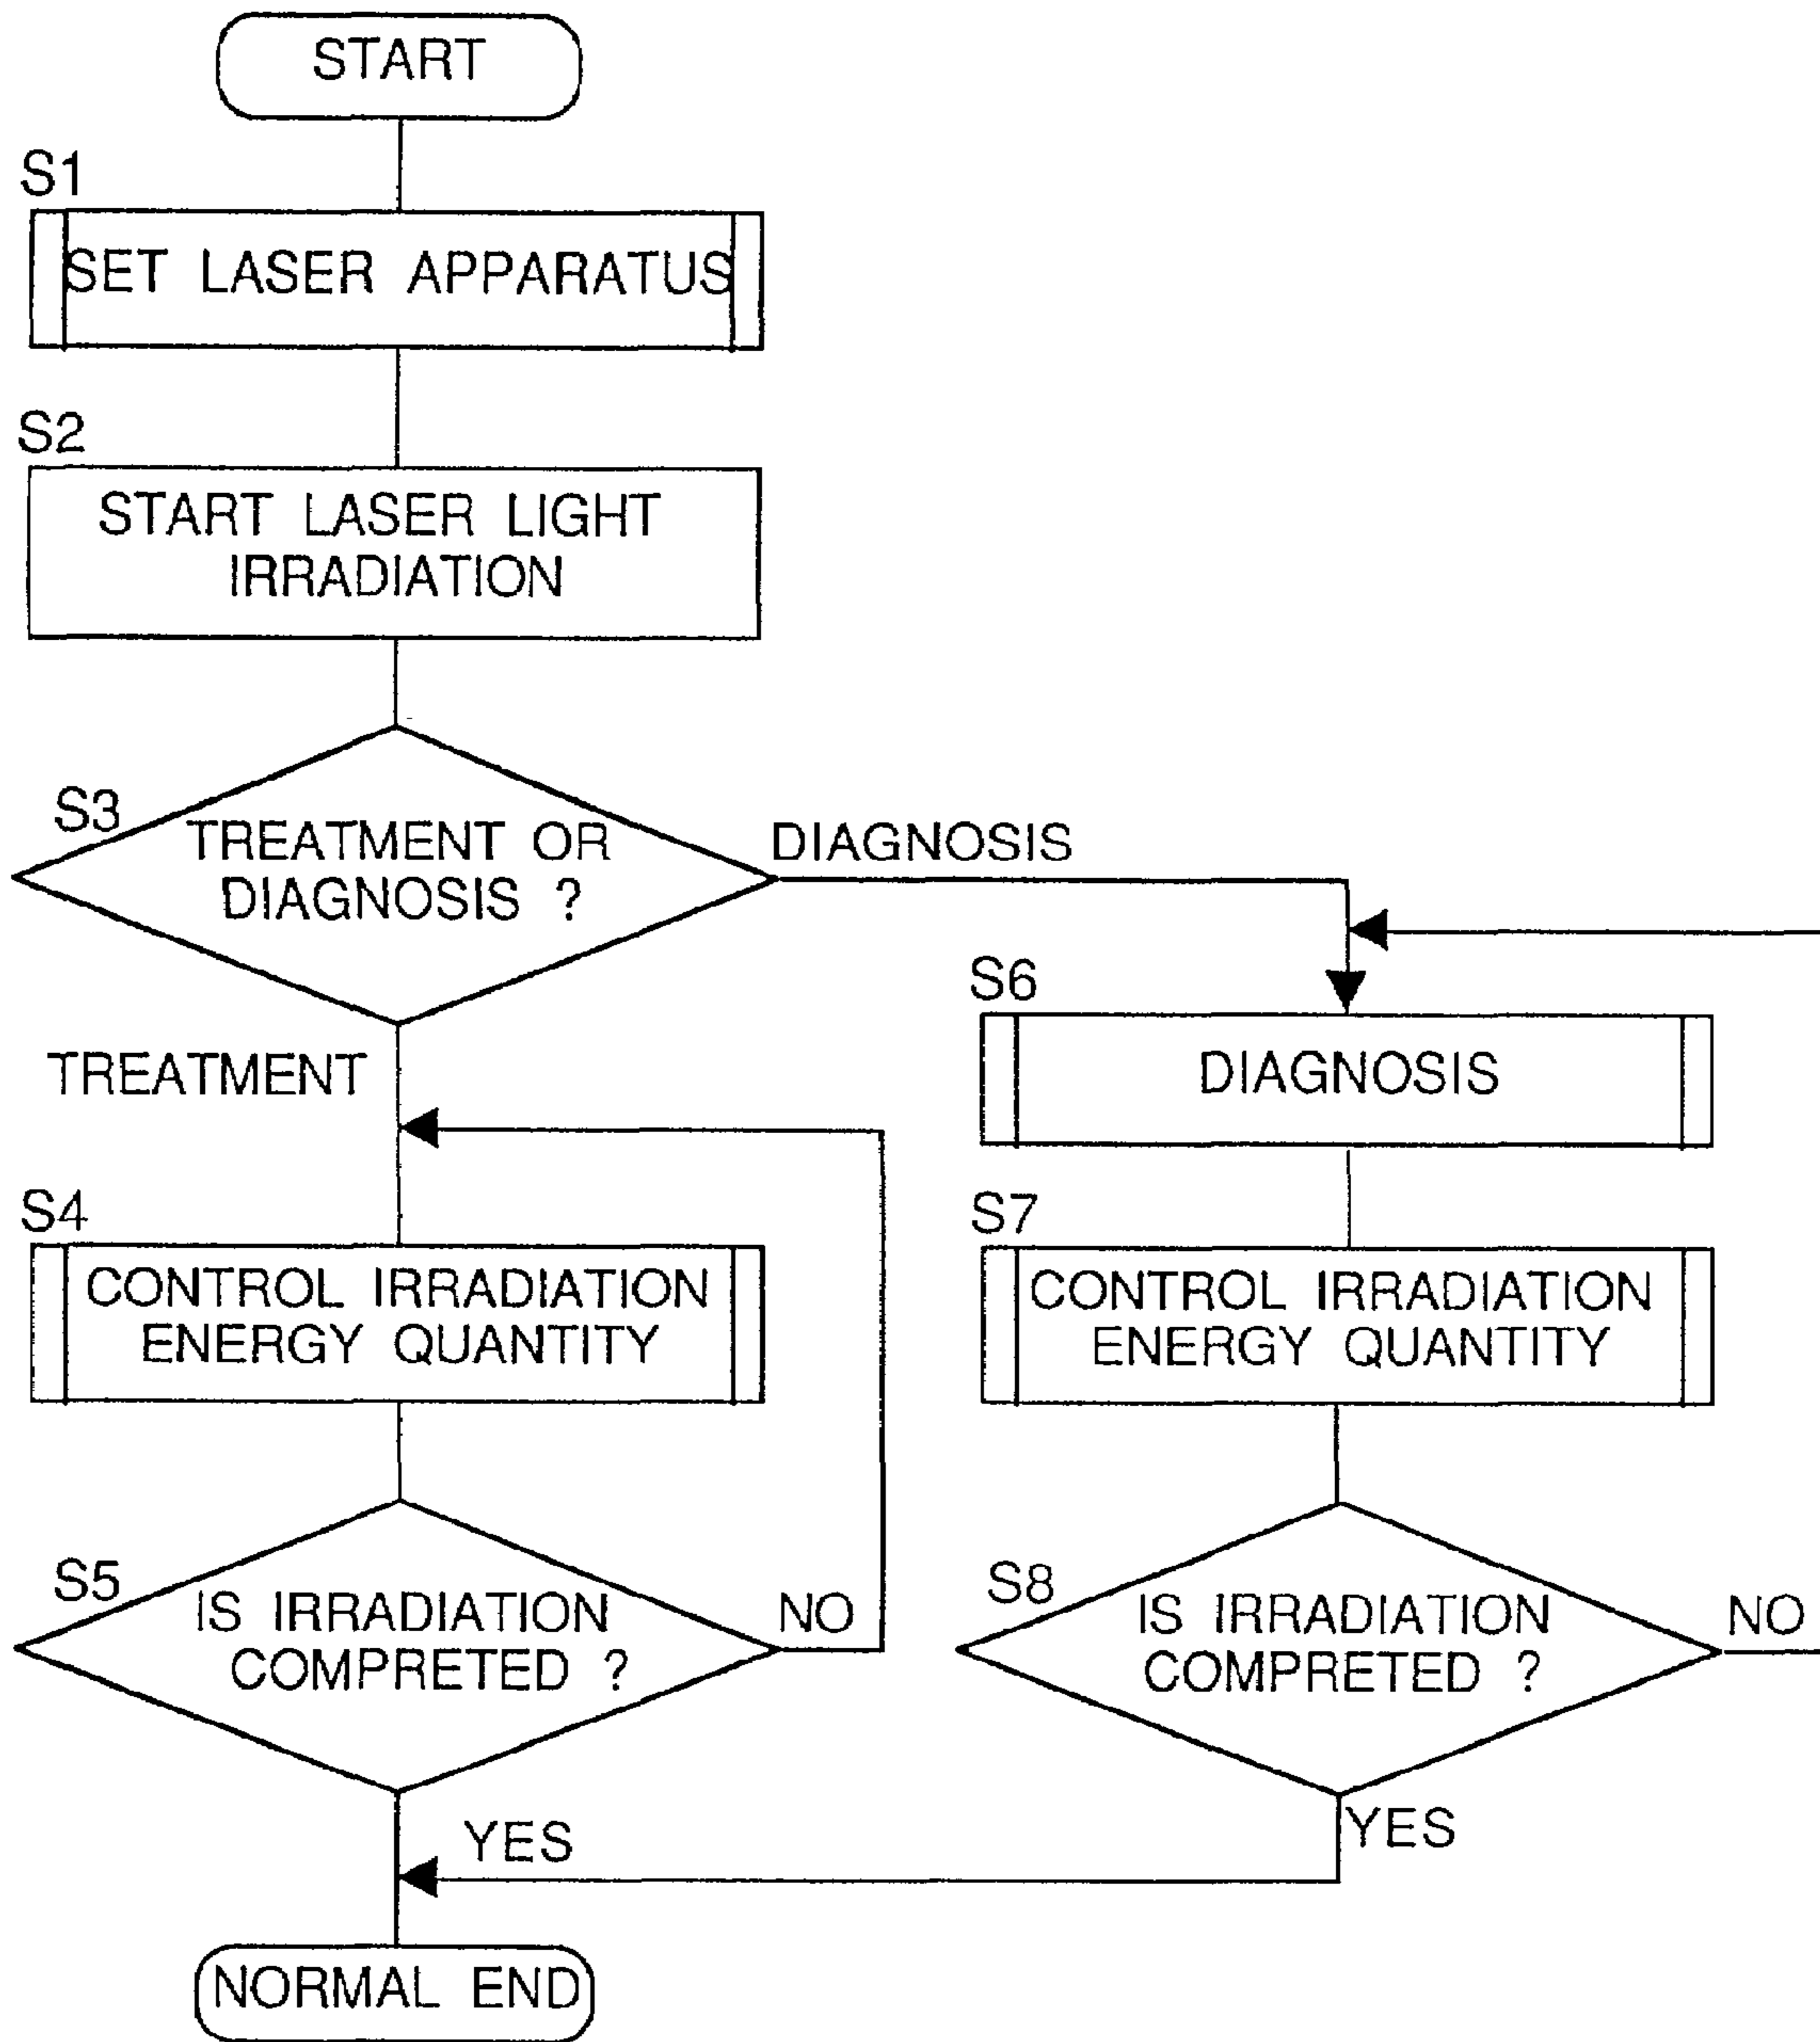 START
S1
SET LASER APPARATUS
S2
START LASER LIGHT
IRRADIATION
S3
TREATMENT OR
DIAGNOSIS ?
DIAGNOSIS
TREATMENT
S4
CONTROL IRRADIATION
ENERGY QUANTITY
S5
IS IRRADIATION
COMPRETED ?
NO
YES
S6
DIAGNOSIS
S7
CONTROL IRRADIATION
ENERGY QUANTITY
S8
IS IRRADIATION
COMPRETED ?
NO
YES
NORMAL END